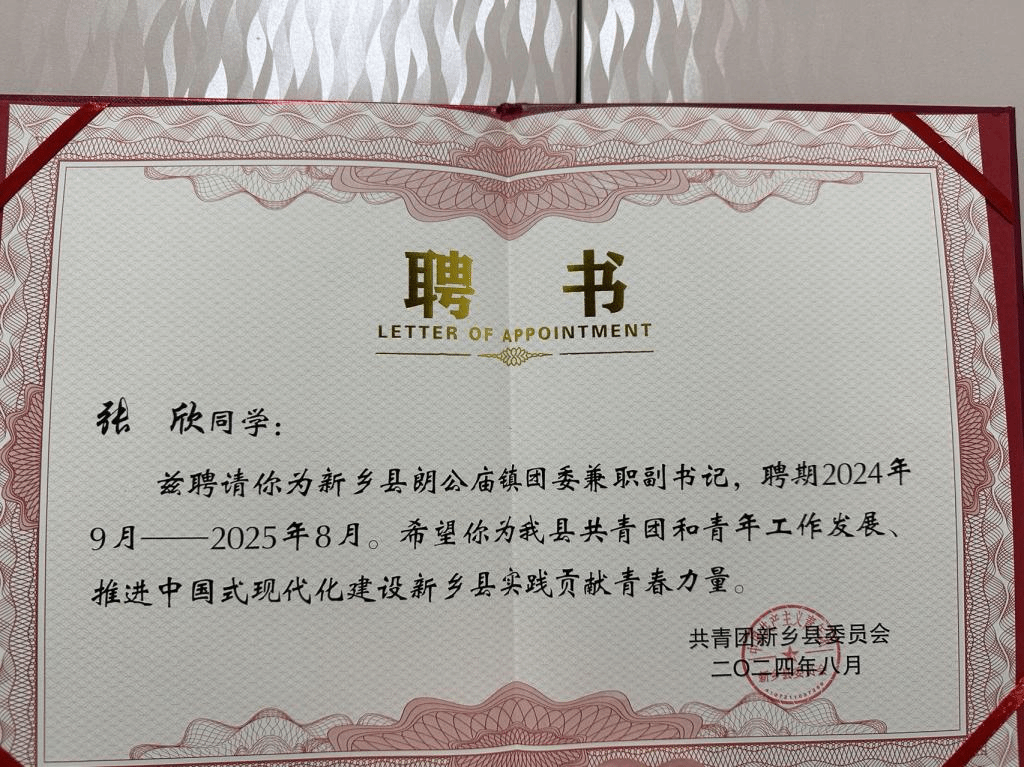 聘 书
LETTER OF APPOINTMENT
张 欣同学：
兹聘请你为新乡县朗公庙镇团委兼职副书记，聘期2024年
9月——2025年8月。希望你为我县共青团和青年工作发展、
推进中国式现代化建设新乡县实践贡献青春力量。
共青团新乡县委员会
二〇二四年八月